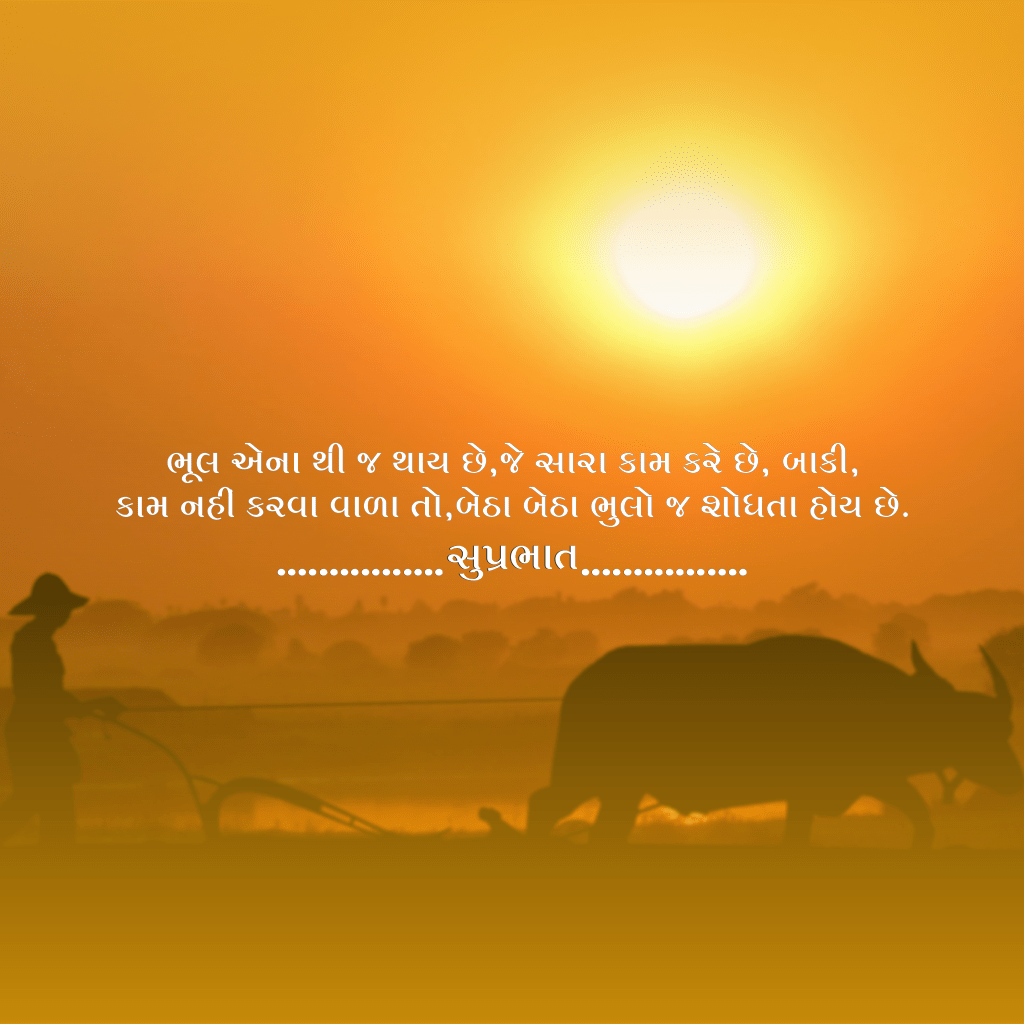 ભૂલ એના થી જ થાય છે,જે સારા કામ કરે છે, બાકી,
કામ નહી કરવા વાળા તો,બેઠા બેઠા ભુલો જ શોધતા હોય છે.
................સુપ્રભાત................